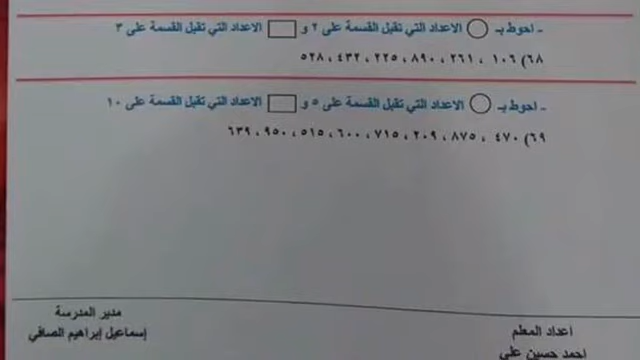 - احوط بـ ○ الاعداد التي تقبل القسمة على ٢ و □ الاعداد التي تقبل القسمة على ٣
٦٨) ١٠٦ ، ٢٦١ ، ٨٩٠ ، ٢٢٥ ، ٤٣٢ ، ٥٢٨
- احوط بـ ○ الاعداد التي تقبل القسمة على ٥ و □ الاعداد التي تقبل القسمة على ١٠
٦٩) ٤٧٠ ، ٨٧٥ ، ٢٠٩ ، ٧١٥ ، ٦٠٠ ، ٥١٥ ، ٩٥٠ ، ٦٣٩
اعداد المعلم
احمد حسين علي
مدير المدرسة
إسماعيل إبراهيم الصافي